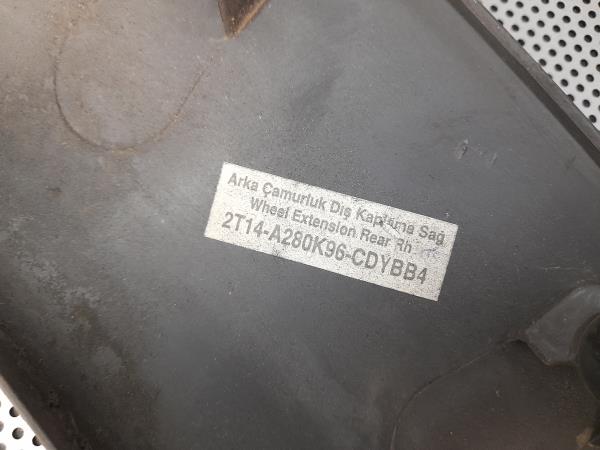 Arka Çamurluk Dış Kaplama Sağ
Wheel Extension Rear Rh
2T14-A280K96-CDYBB4